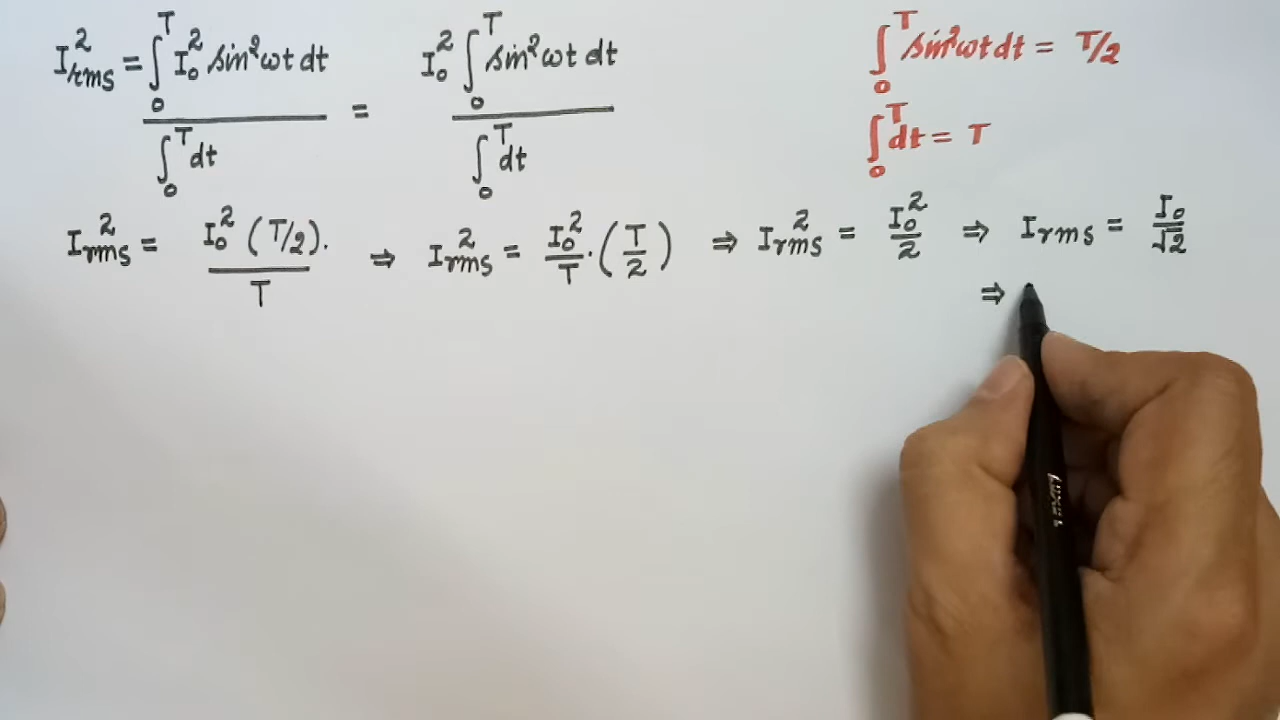 I²rms = ∫₀ᵀ I₀² sin²ωt dt / ∫₀ᵀ dt = I₀² ∫₀ᵀ sin²ωt dt / ∫₀ᵀ dt
∫₀ᵀ sin²ωt dt = T/2
∫₀ᵀ dt = T
I²rms = I₀² (T/2). / T ⇒ I²rms = I₀²/T · (T/2) ⇒ I²rms = I₀²/2 ⇒ Irms = I₀/√2
⇒